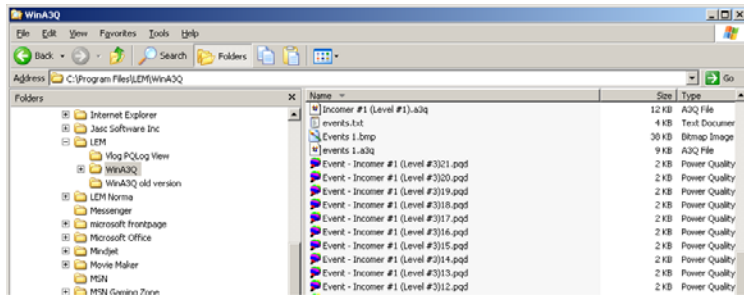 WinA3Q
File Edit View Favorites Tools Help
Back Search Folders
Address C:\Program Files\LEM\WinA3Q Go
Folders
Internet Explorer
Jasc Software Inc
LEM
Vlog PQLog View
WinA3Q
WinA3Q old version
LEM Norma
Messenger
microsoft frontpage
Microsoft Office
Mindjet
Movie Maker
MSN
MSN Gaming Zone
Name Size Type
Incomer #1 (Level #1).a3q 12 KB A3Q File
events.txt 4 KB Text Documer
Events 1.bmp 38 KB Bitmap Image
events 1.a3q 9 KB A3Q File
Event - Incomer #1 (Level #3)21.pqd 2 KB Power Quality
Event - Incomer #1 (Level #3)20.pqd 2 KB Power Quality
Event - Incomer #1 (Level #3)19.pqd 2 KB Power Quality
Event - Incomer #1 (Level #3)18.pqd 2 KB Power Quality
Event - Incomer #1 (Level #3)17.pqd 2 KB Power Quality
Event - Incomer #1 (Level #3)16.pqd 2 KB Power Quality
Event - Incomer #1 (Level #3)15.pqd 2 KB Power Quality
Event - Incomer #1 (Level #3)14.pqd 2 KB Power Quality
Event - Incomer #1 (Level #3)13.pqd 2 KB Power Quality
Event - Incomer #1 (Level #3)12.pqd 2 KB Power Quality